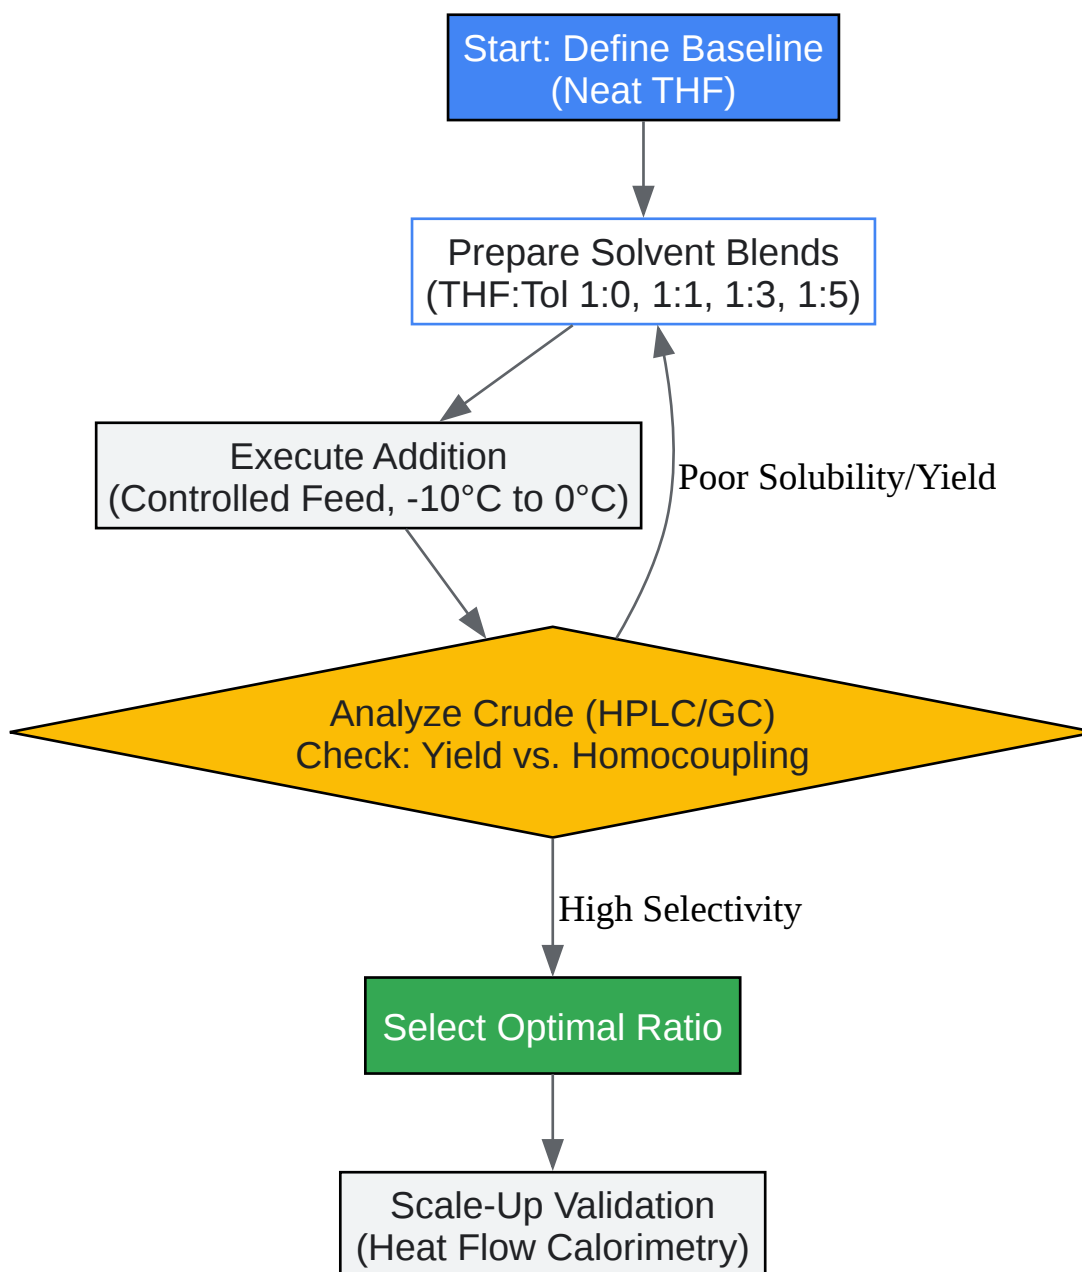 Start: Define Baseline
(Neat THF)
Prepare Solvent Blends
(THF:Tol 1:0, 1:1, 1:3, 1:5)
Execute Addition
(Controlled Feed, -10°C to 0°C)
Poor Solubility/Yield
Analyze Crude (HPLC/GC)
Check: Yield vs. Homocoupling
High Selectivity
Select Optimal Ratio
Scale-Up Validation
(Heat Flow Calorimetry)